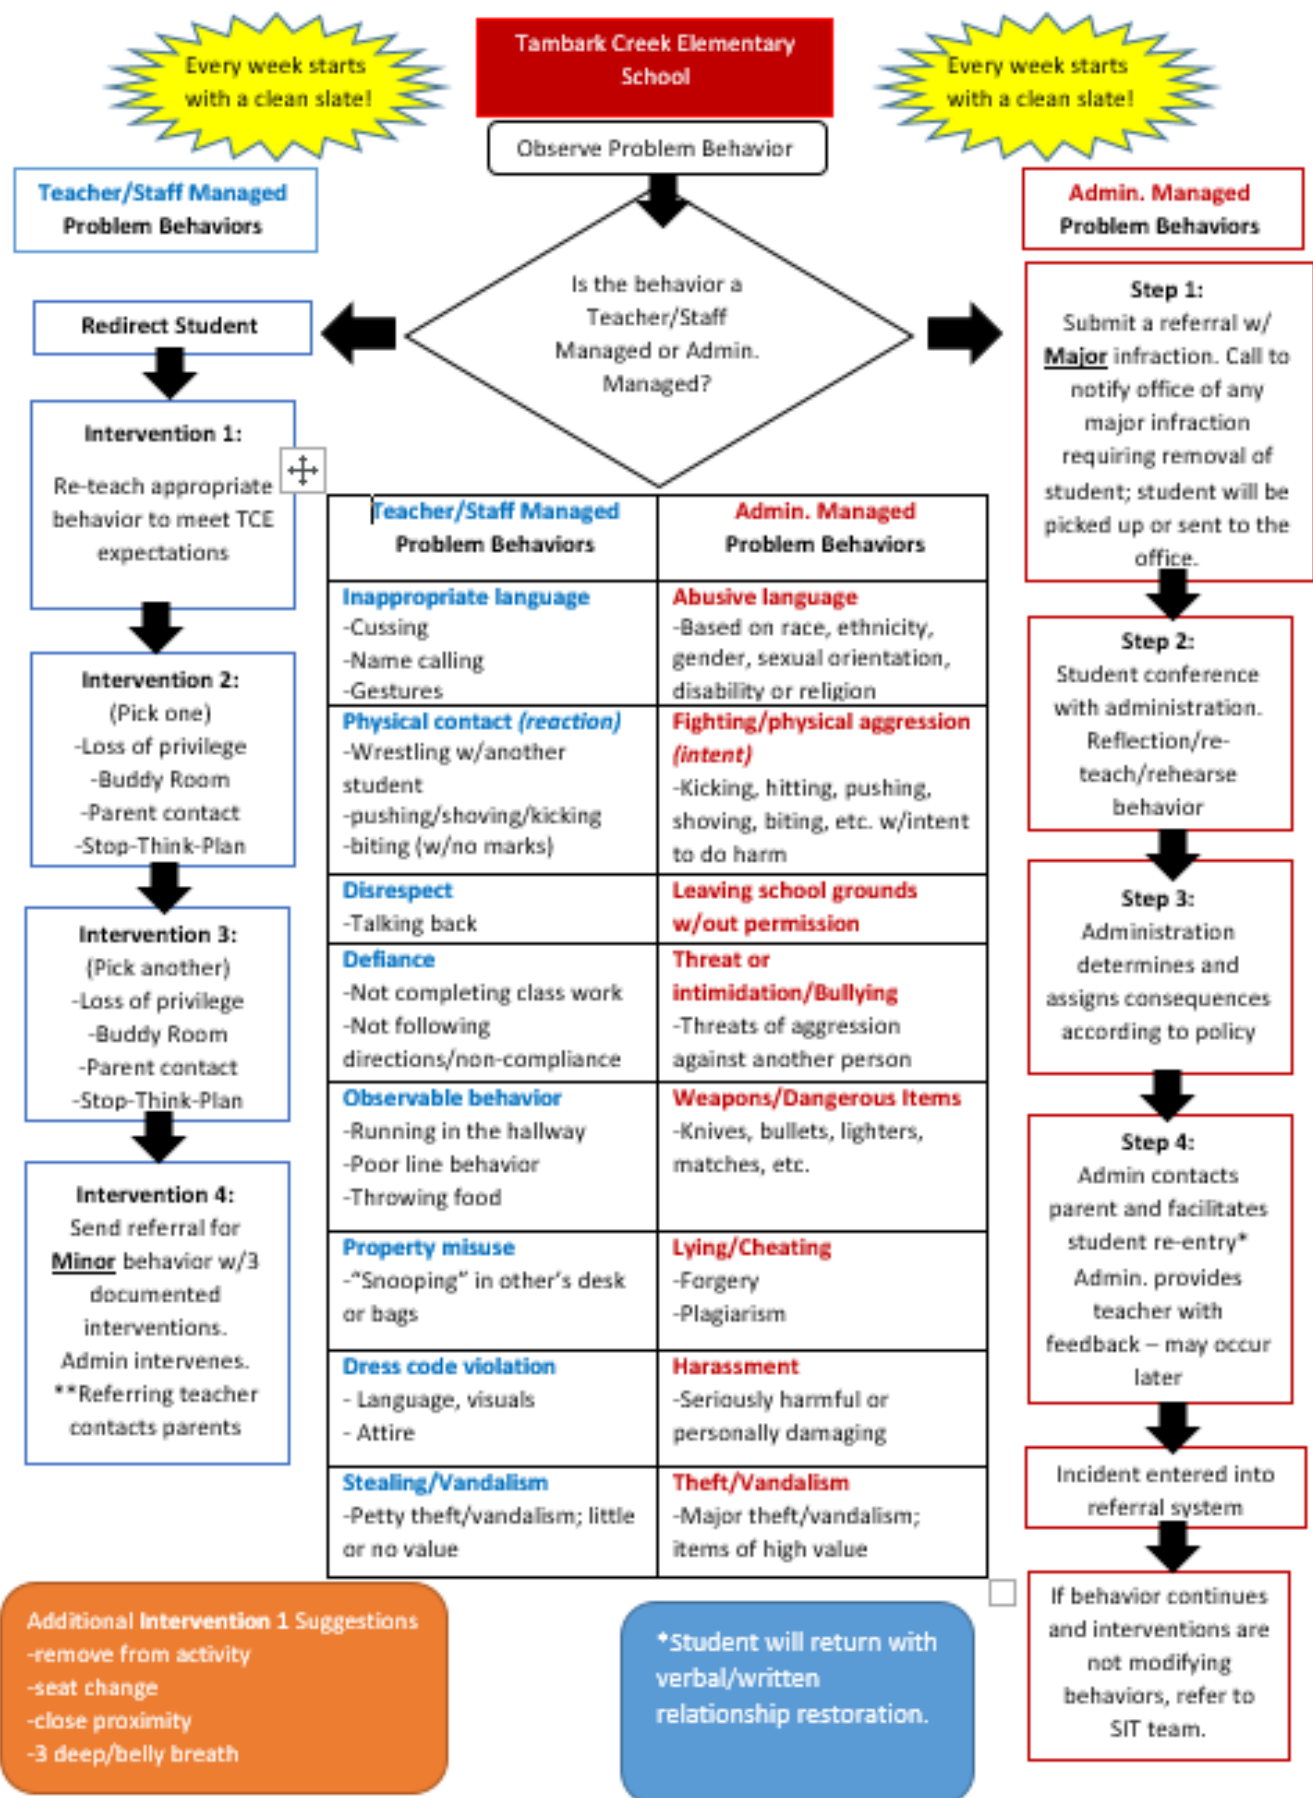 Every week starts
with a clean slate!
Tambark Creek Elementary
School
Every week starts
with a clean slate!
Observe Problem Behavior
Teacher/Staff Managed
Problem Behaviors
Admin. Managed
Problem Behaviors
Is the behavior a
Teacher/Staff
Managed or Admin.
Managed?
Redirect Student
Intervention 1:
Re-teach appropriate
behavior to meet TCE
expectations
Intervention 2:
(Pick one)
-Loss of privilege
-Buddy Room
-Parent contact
-Stop-Think-Plan
Intervention 3:
(Pick another)
-Loss of privilege
-Buddy Room
-Parent contact
-Stop-Think-Plan
Intervention 4:
Send referral for
Minor behavior w/3
documented
interventions.
Admin intervenes.
**Referring teacher
contacts parents
Teacher/Staff Managed
Problem Behaviors
Admin. Managed
Problem Behaviors
Inappropriate language
-Cussing
-Name calling
-Gestures
Abusive language
-Based on race, ethnicity,
gender, sexual orientation,
disability or religion
Physical contact (reaction)
-Wrestling w/another
student
-pushing/shoving/kicking
-biting (w/no marks)
Fighting/physical aggression
(intent)
-Kicking, hitting, pushing,
shoving, biting, etc. w/intent
to do harm
Disrespect
-Talking back
Leaving school grounds
w/out permission
Defiance
-Not completing class work
-Not following
directions/non-compliance
Threat or
intimidation/Bullying
-Threats of aggression
against another person
Observable behavior
-Running in the hallway
-Poor line behavior
-Throwing food
Weapons/Dangerous Items
-Knives, bullets, lighters,
matches, etc.
Property misuse
-"Snooping" in other's desk
or bags
Lying/Cheating
-Forgery
-Plagiarism
Dress code violation
- Language, visuals
- Attire
Harassment
-Seriously harmful or
personally damaging
Stealing/Vandalism
-Petty theft/vandalism; little
or no value
Theft/Vandalism
-Major theft/vandalism;
items of high value
Step 1:
Submit a referral w/
Major infraction. Call to
notify office of any
major infraction
requiring removal of
student; student will be
picked up or sent to the
office.
Step 2:
Student conference
with administration.
Reflection/re-
teach/rehearse
behavior
Step 3:
Administration
determines and
assigns consequences
according to policy
Step 4:
Admin contacts
parent and facilitates
student re-entry*
Admin. provides
teacher with
feedback – may occur
later
Incident entered into
referral system
If behavior continues
and interventions are
not modifying
behaviors, refer to
SIT team.
Additional Intervention 1 Suggestions
-remove from activity
-seat change
-close proximity
-3 deep/belly breath
*Student will return with
verbal/written
relationship restoration.